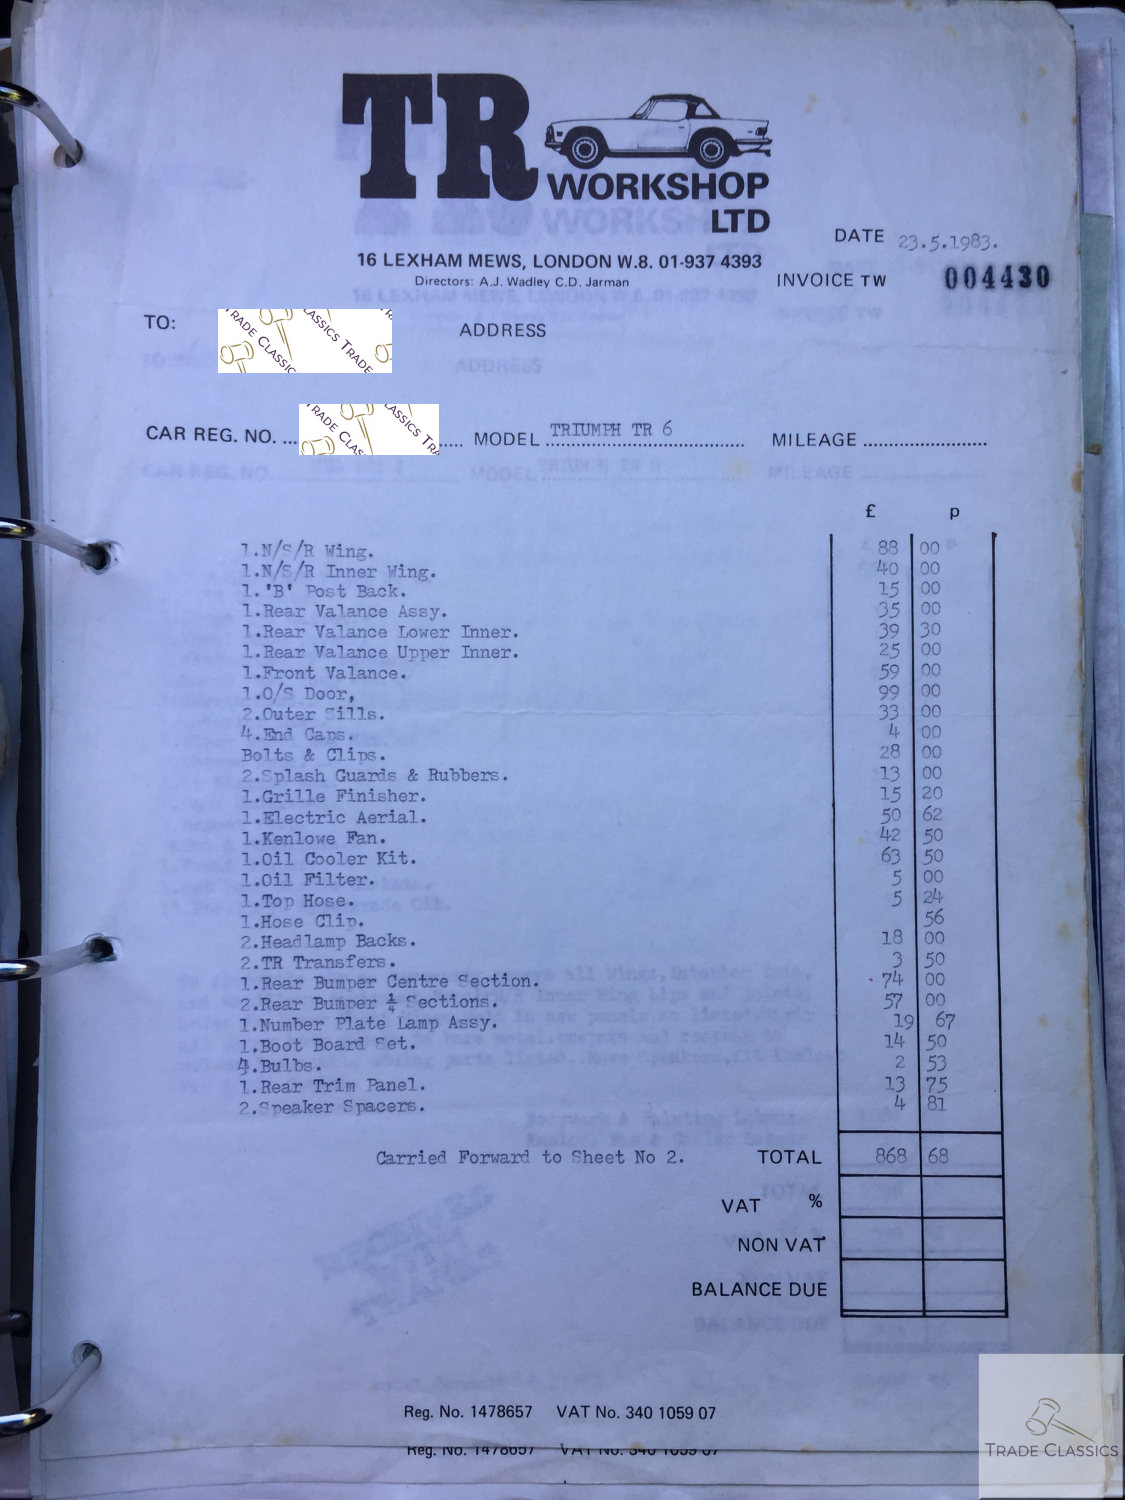 TR
WORKSHOP
LTD
16 LEXHAM MEWS, LONDON W.8. 01-937 4393
Directors: A.J. Wadley C.D. Jarman
DATE 23.5.1983.
INVOICE TW 004430
TO:
ADDRESS
CAR REG. NO. ... ..... MODEL TRIUMPH TR 6 MILEAGE ........................
£ p
1.N/S/R Wing. 88 00
1.N/S/R Inner Wing. 40 00
1.'B' Post Back. 15 00
1.Rear Valance Assy. 35 00
1.Rear Valance Lower Inner. 39 30
1.Rear Valance Upper Inner. 25 00
1.Front Valance. 59 00
1.O/S Door, 99 00
2.Outer Sills. 33 00
4.End Caps. 4 00
Bolts & Clips. 28 00
2.Splash Guards & Rubbers. 13 00
1.Grille Finisher. 15 20
1.Electric Aerial. 50 62
1.Kenlowe Fan. 42 50
1.Oil Cooler Kit. 63 50
1.Oil Filter. 5 00
1.Top Hose. 5 24
1.Hose Clip. 56
2.Headlamp Backs. 18 00
2.TR Transfers. 3 50
1.Rear Bumper Centre Section. 74 00
2.Rear Bumper ¼ Sections. 57 00
1.Number Plate Lamp Assy. 19 67
1.Boot Board Set. 14 50
4.Bulbs. 2 53
1.Rear Trim Panel. 13 75
2.Speaker Spacers. 4 81
Carried Forward to Sheet No 2. TOTAL 868 68
VAT %
NON VAT
BALANCE DUE
Reg. No. 1478657 VAT No. 340 1059 07
Reg. No. 1478657 VAT No. 340 1059 07
TRADE CLASSICS